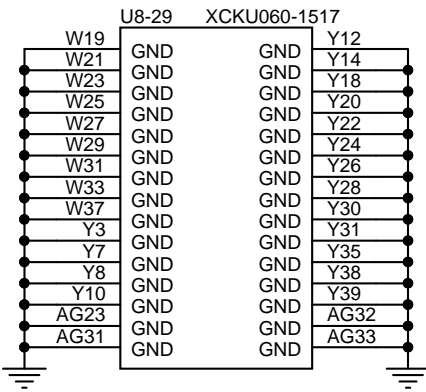 U8-29 XCKU060-1517
W19 GND GND Y12
W21 GND GND Y14
W23 GND GND Y18
W25 GND GND Y20
W27 GND GND Y22
W29 GND GND Y24
W31 GND GND Y26
W33 GND GND Y28
W37 GND GND Y30
Y3 GND GND Y31
Y7 GND GND Y35
Y8 GND GND Y38
Y10 GND GND Y39
AG23 GND GND AG32
AG31 GND GND AG33